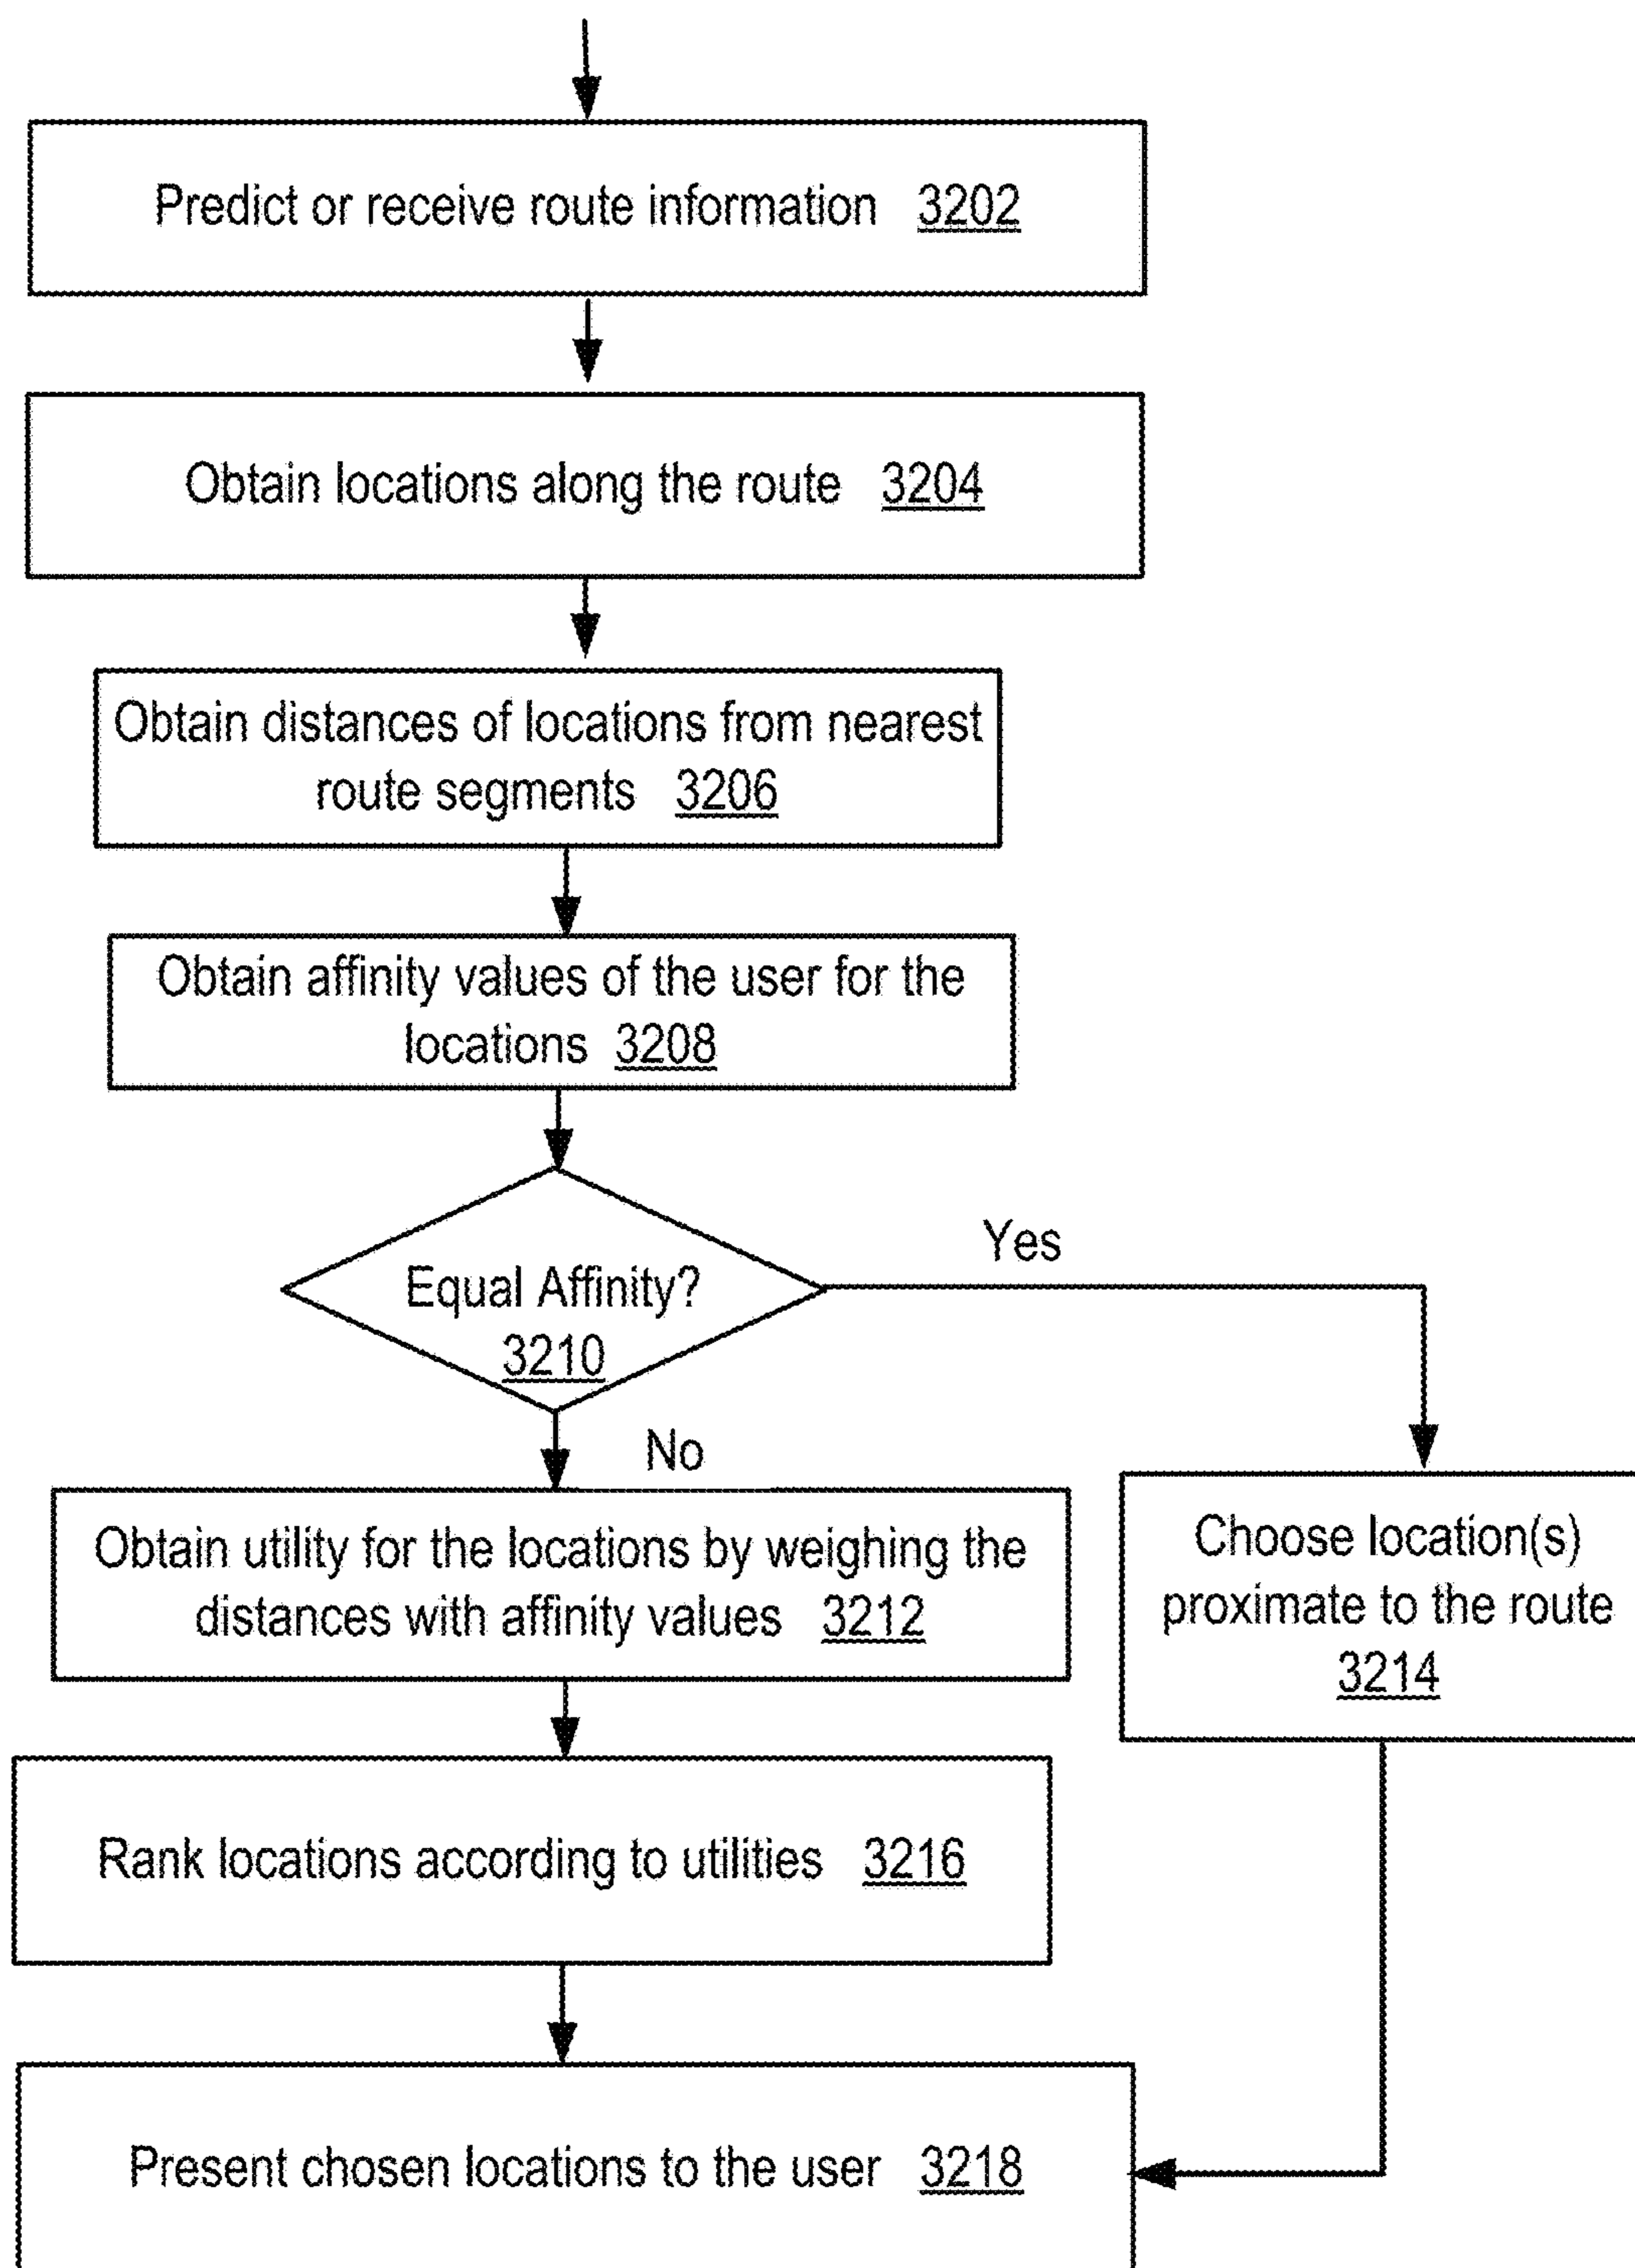 Predict or receive route information 3202
Obtain locations along the route 3204
Obtain distances of locations from nearest
route segments 3206
Obtain affinity values of the user for the
locations 3208
Equal Affinity?
3210
Yes
No
Obtain utility for the locations by weighing the
distances with affinity values 3212
Choose location(s)
proximate to the route
3214
Rank locations according to utilities 3216
Present chosen locations to the user 3218